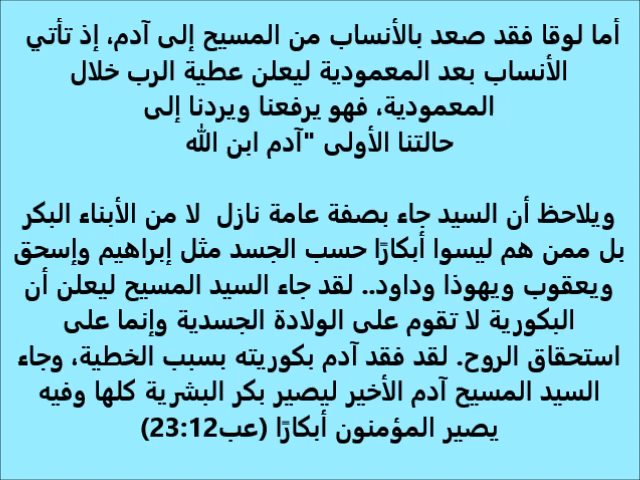 أما لوقا فقد صعد بالأنساب من المسيح إلى آدم، إذ تأتي
الأنساب بعد المعمودية ليعلن عطية الرب خلال
المعمودية، فهو يرفعنا ويردنا إلى
حالتنا الأولى "آدم ابن الله
ويلاحظ أن السيد جاء بصفة عامة نازل لا من الأبناء البكر
بل ممن هم ليسوا أبكارًا حسب الجسد مثل إبراهيم وإسحق
ويعقوب ويهوذا وداود.. لقد جاء السيد المسيح ليعلن أن
البكورية لا تقوم على الولادة الجسدية وإنما على
استحقاق الروح. لقد فقد آدم بكوريته بسبب الخطية، وجاء
السيد المسيح آدم الأخير ليصير بكر البشرية كلها وفيه
يصير المؤمنون أبكارًا (عب23:12)